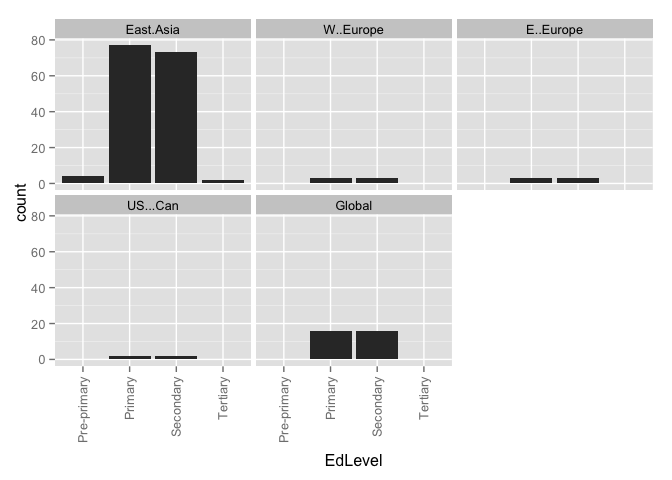 East.Asia W..Europe E..Europe
80
60
40
20
0
count
US...Can Global
80
60
40
20
0
Pre-primary Primary Secondary Tertiary Pre-primary Primary Secondary Tertiary
EdLevel